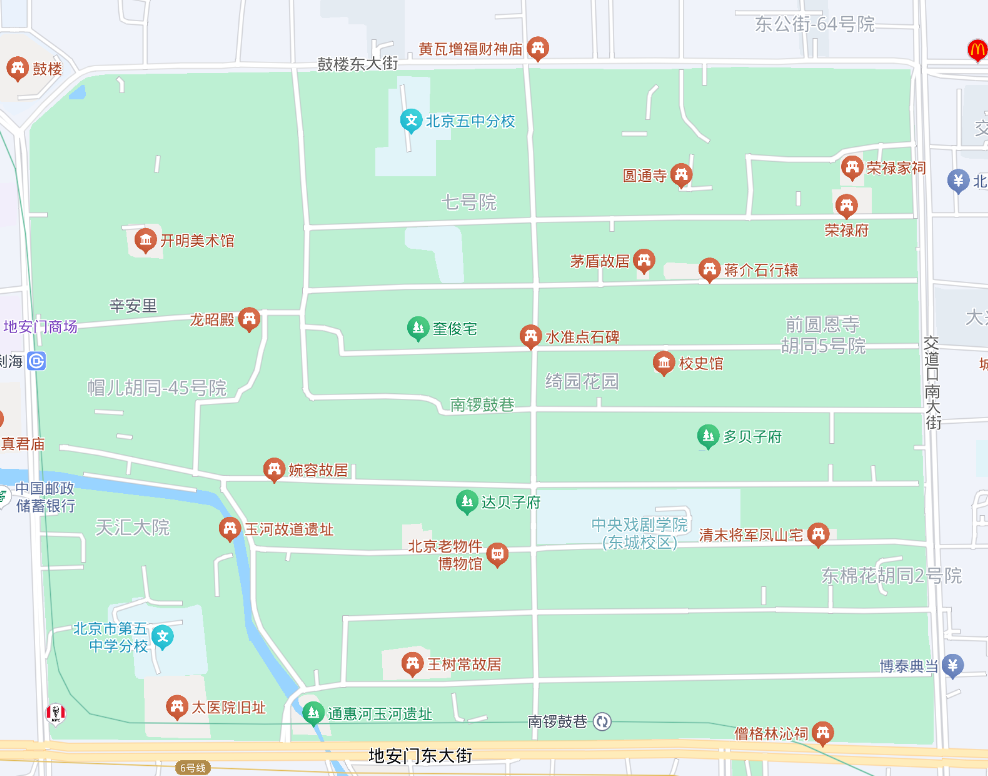 东公街-64号院
黄瓦增福财神庙
鼓楼东大街
鼓楼
北京五中分校
交
圆通寺
荣禄家祠
北
七号院
荣禄府
开明美术馆
茅盾故居
蒋介石行辕
辛安里
龙昭殿
地安门商场
奎俊宅
水准点石碑
前圆恩寺
胡同5号院
大
交道口南大街
刹海
校史馆
城
绮园花园
帽儿胡同-45号院
南锣鼓巷
真君庙
多贝子府
婉容故居
中国邮政
储蓄银行
达贝子府
天汇大院
玉河故道遗址
中央戏剧学院
(东城校区)
清末将军凤山宅
北京老物件
博物馆
东棉花胡同2号院
北京市第五
中学分校
王树常故居
博泰典当
太医院旧址
通惠河玉河遗址
南锣鼓巷
僧格林沁祠
地安门东大街
6号线
KFC